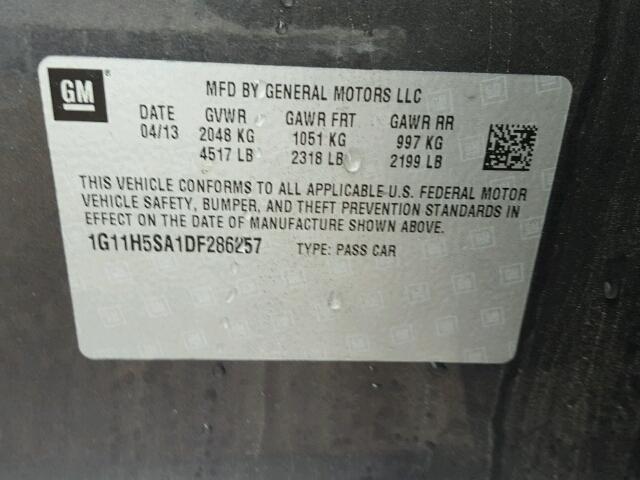 GM ®
MFD BY GENERAL MOTORS LLC
DATE GVWR GAWR FRT GAWR RR
04/13 2048 KG 1051 KG 997 KG
4517 LB 2318 LB 2199 LB
THIS VEHICLE CONFORMS TO ALL APPLICABLE U.S. FEDERAL MOTOR
VEHICLE SAFETY, BUMPER, AND THEFT PREVENTION STANDARDS IN
EFFECT ON THE DATE OF MANUFACTURE SHOWN ABOVE.
1G11H5SA1DF286257 TYPE: PASS CAR